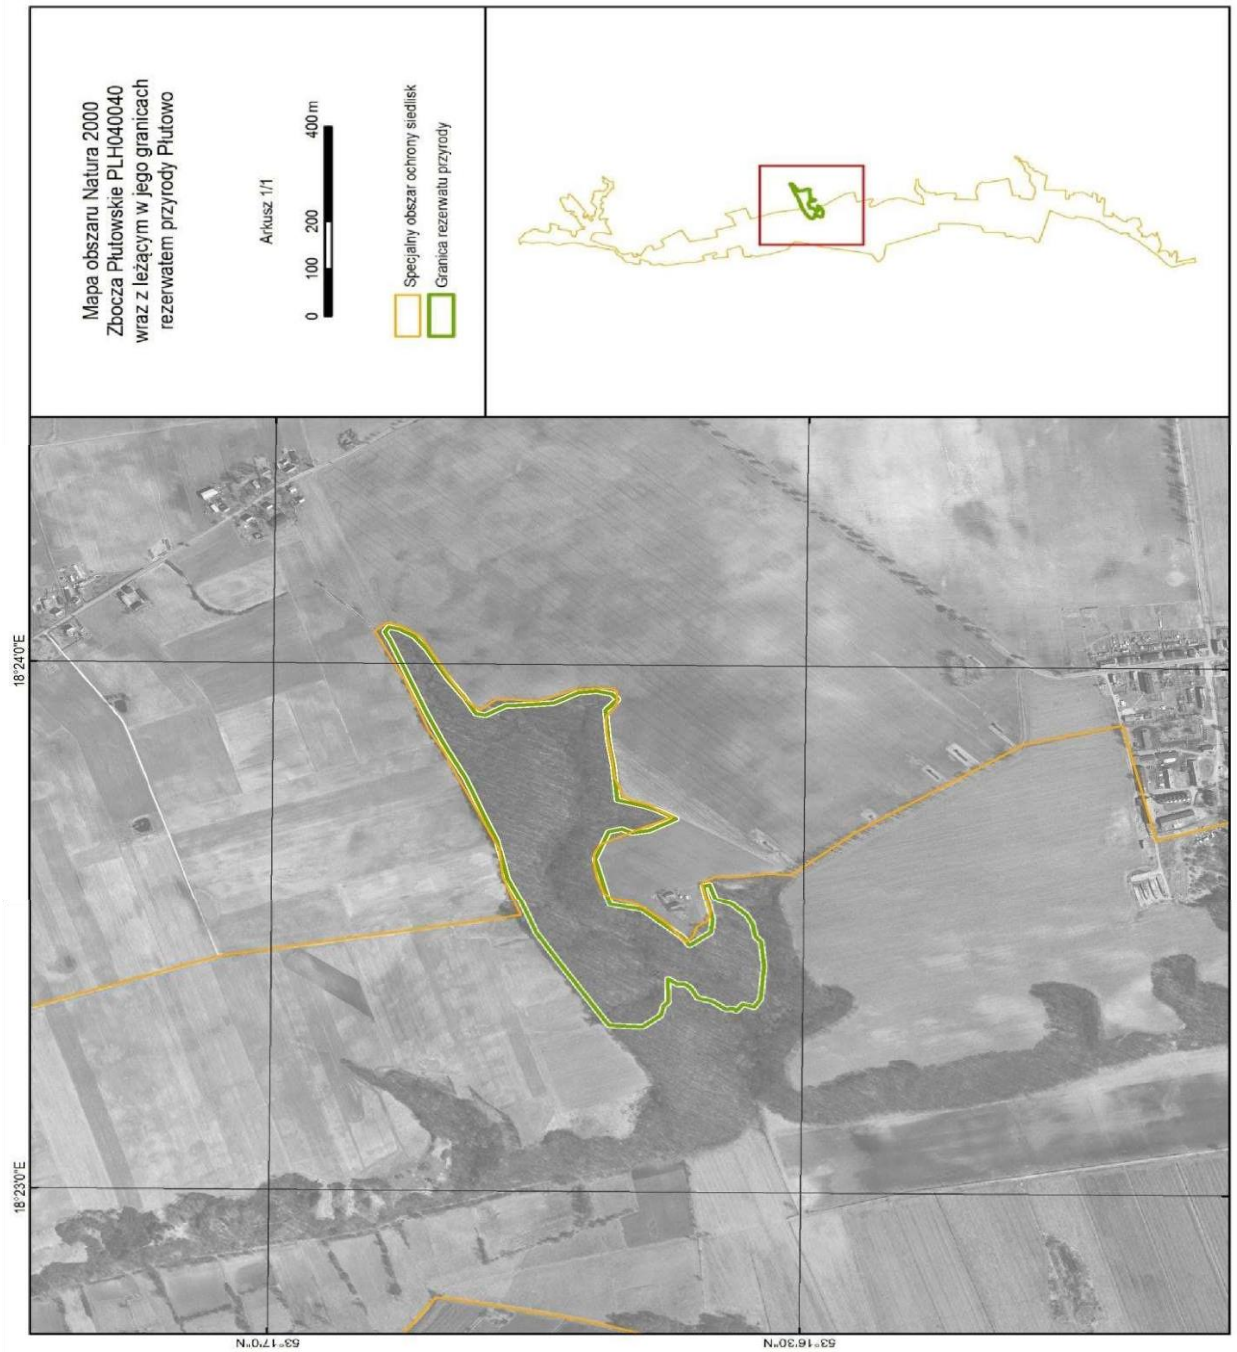 Mapa obszaru Natura 2000
Zbocza Płutowskie PLH040040
wraz z leżącym w jego granicach
rezerwatem przyrody Płutowo
Arkusz 1/1
0 100 200 400 m
Specjalny obszar ochrony siedlisk
Granica rezerwatu przyrody
18°23'0"E
18°24'0"E
53°17'0"N
53°16'30"N